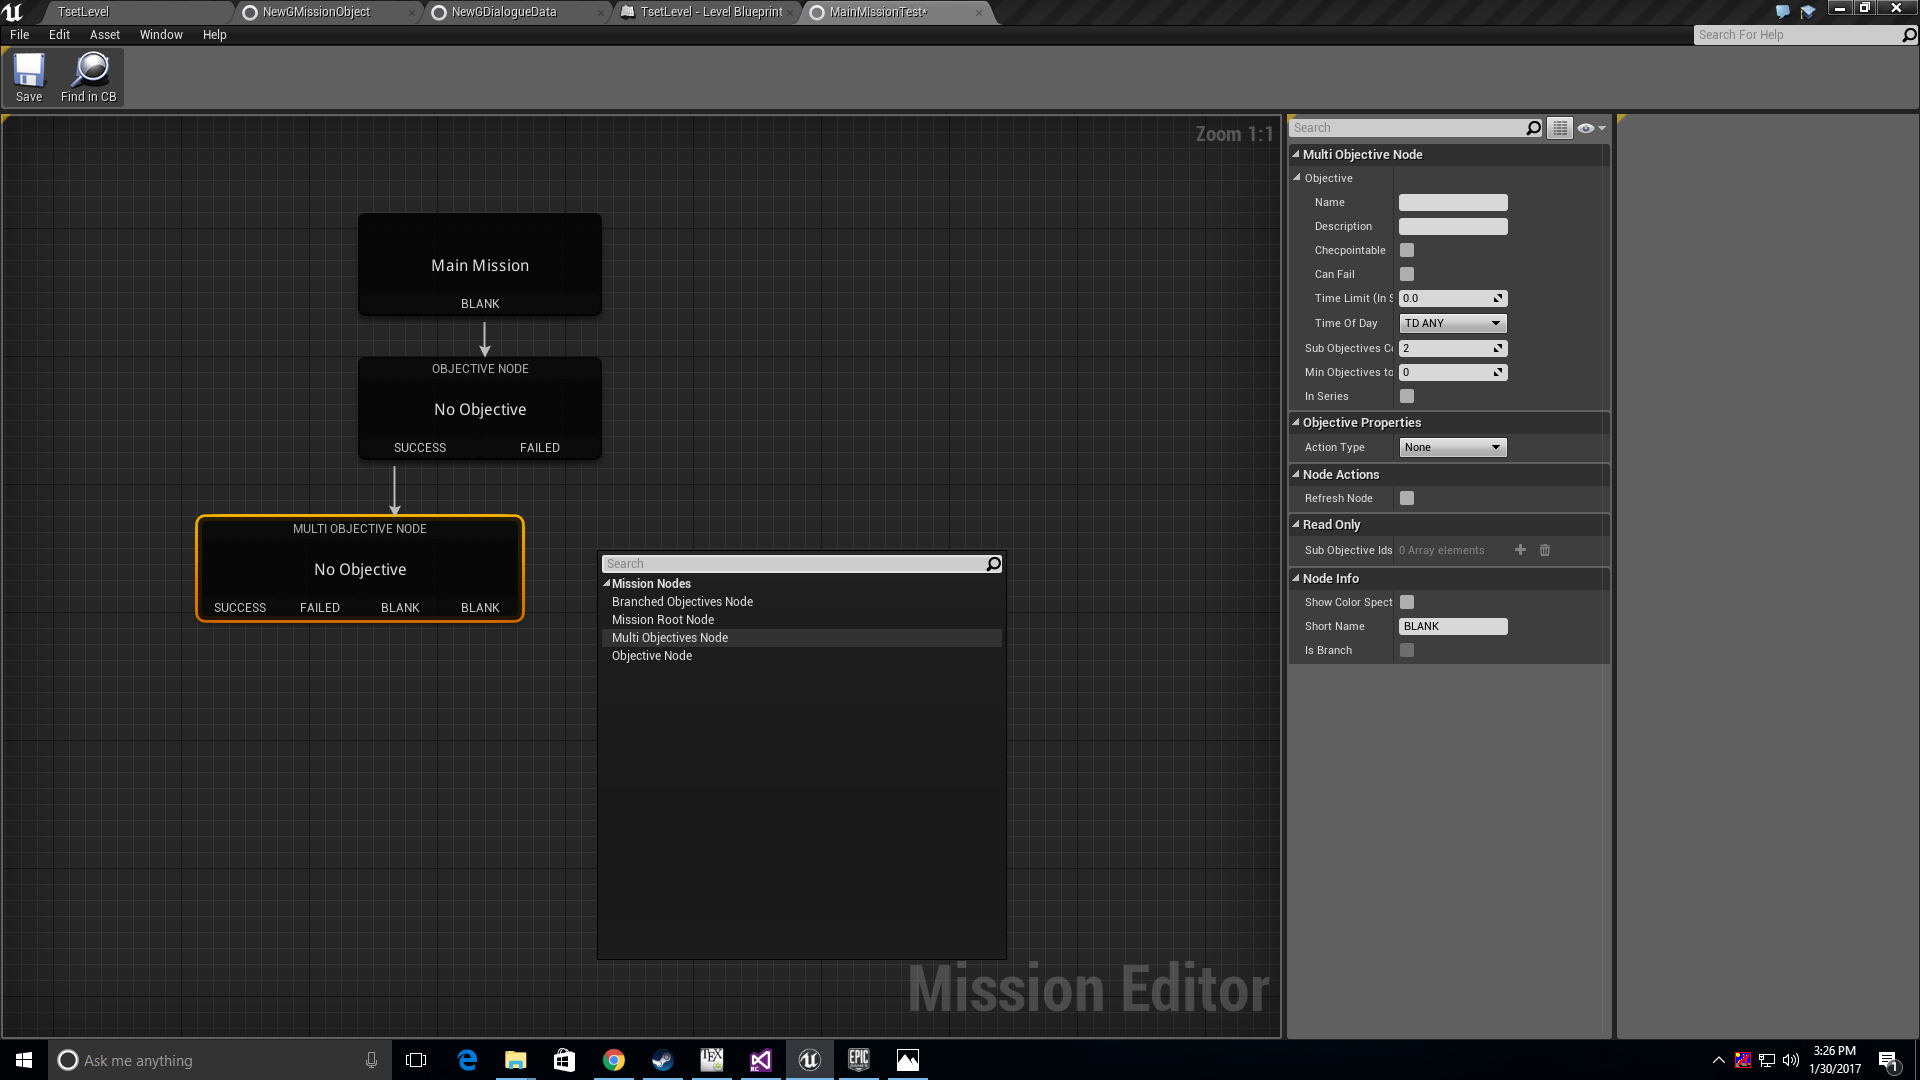 TsetLevel
NewGMissionObject
NewGDialogueData
TsetLevel - Level Blueprint
MainMIssionTest*
File Edit Asset Window Help
Search For Help
Save
Find in CB
Zoom 1:1
Main Mission
BLANK
OBJECTIVE NODE
No Objective
SUCCESS FAILED
MULTI OBJECTIVE NODE
No Objective
SUCCESS FAILED BLANK BLANK
Search
Mission Nodes
Branched Objectives Node
Mission Root Node
Multi Objectives Node
Objective Node
Mission Editor
Search
Multi Objective Node
Objective
Name
Description
Checpointable
Can Fail
Time Limit (In S 0.0
Time Of Day TD ANY
Sub Objectives Co 2
Min Objectives to 0
In Series
Objective Properties
Action Type None
Node Actions
Refresh Node
Read Only
Sub Objective Ids 0 Array elements
Node Info
Show Color Spect
Short Name BLANK
Is Branch
Ask me anything
TEX
RC
EPIC
GAMES
3:26 PM
1/30/2017
1